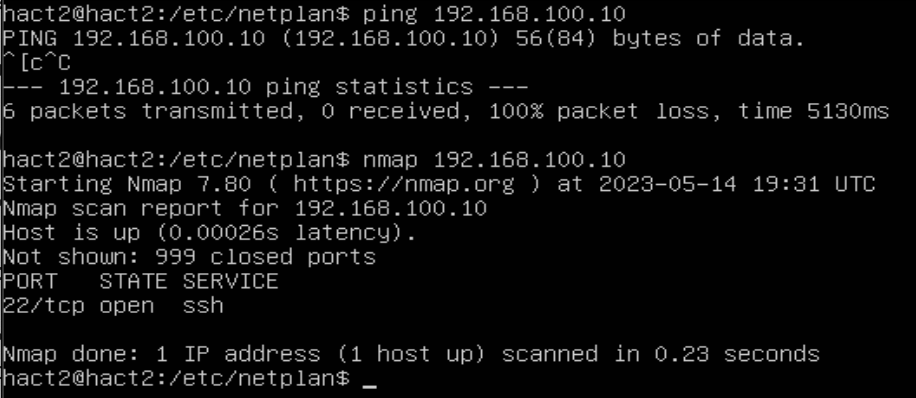 hact2@hact2:/etc/netplan$ ping 192.168.100.10
PING 192.168.100.10 (192.168.100.10) 56(84) bytes of data.
^[c^C
--- 192.168.100.10 ping statistics ---
6 packets transmitted, 0 received, 100% packet loss, time 5130ms
hact2@hact2:/etc/netplan$ nmap 192.168.100.10
Starting Nmap 7.80 ( https://nmap.org ) at 2023-05-14 19:31 UTC
Nmap scan report for 192.168.100.10
Host is up (0.00026s latency).
Not shown: 999 closed ports
PORT   STATE SERVICE
22/tcp open  ssh
Nmap done: 1 IP address (1 host up) scanned in 0.23 seconds
hact2@hact2:/etc/netplan$ _